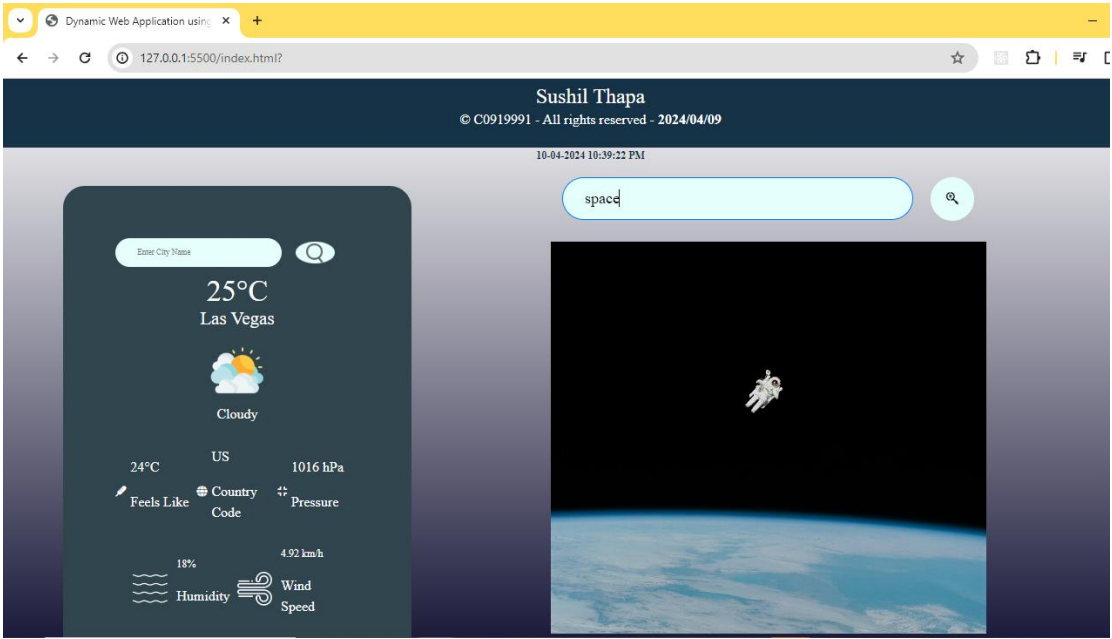 Dynamic Web Application using
127.0.0.1:5500/index.html?
Sushil Thapa
© C0919991 - All rights reserved - 2024/04/09
10-04-2024 10:39:22 PM
space
Enter City Name
25°C
Las Vegas
Cloudy
24°C
Feels Like
US
Country
Code
1016 hPa
Pressure
18%
Humidity
4.92 km/h
Wind
Speed